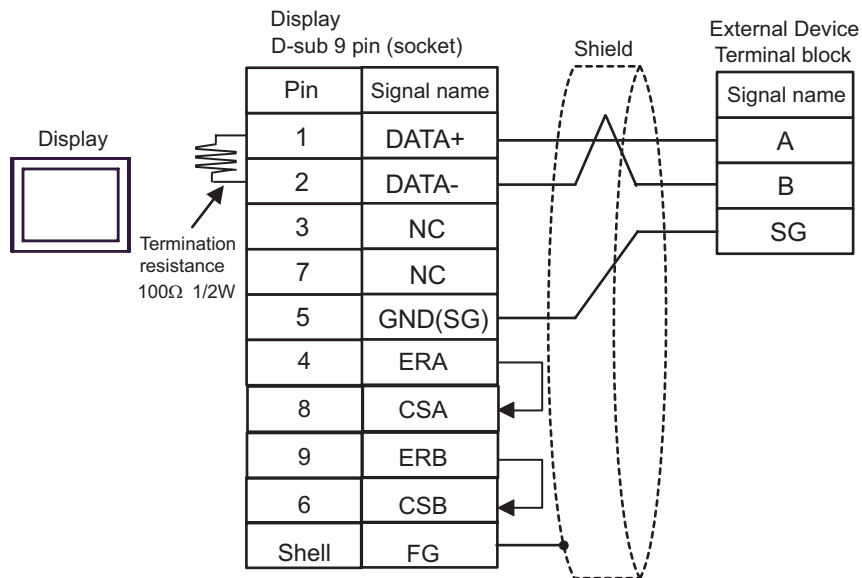 Display
D-sub 9 pin (socket)
Shield
External Device
Terminal block
Pin Signal name
Signal name
1 DATA+
A
Display
2 DATA-
B
3 NC
SG
Termination
resistance
100Ω 1/2W
7 NC
5 GND(SG)
4 ERA
8 CSA
9 ERB
6 CSB
Shell FG